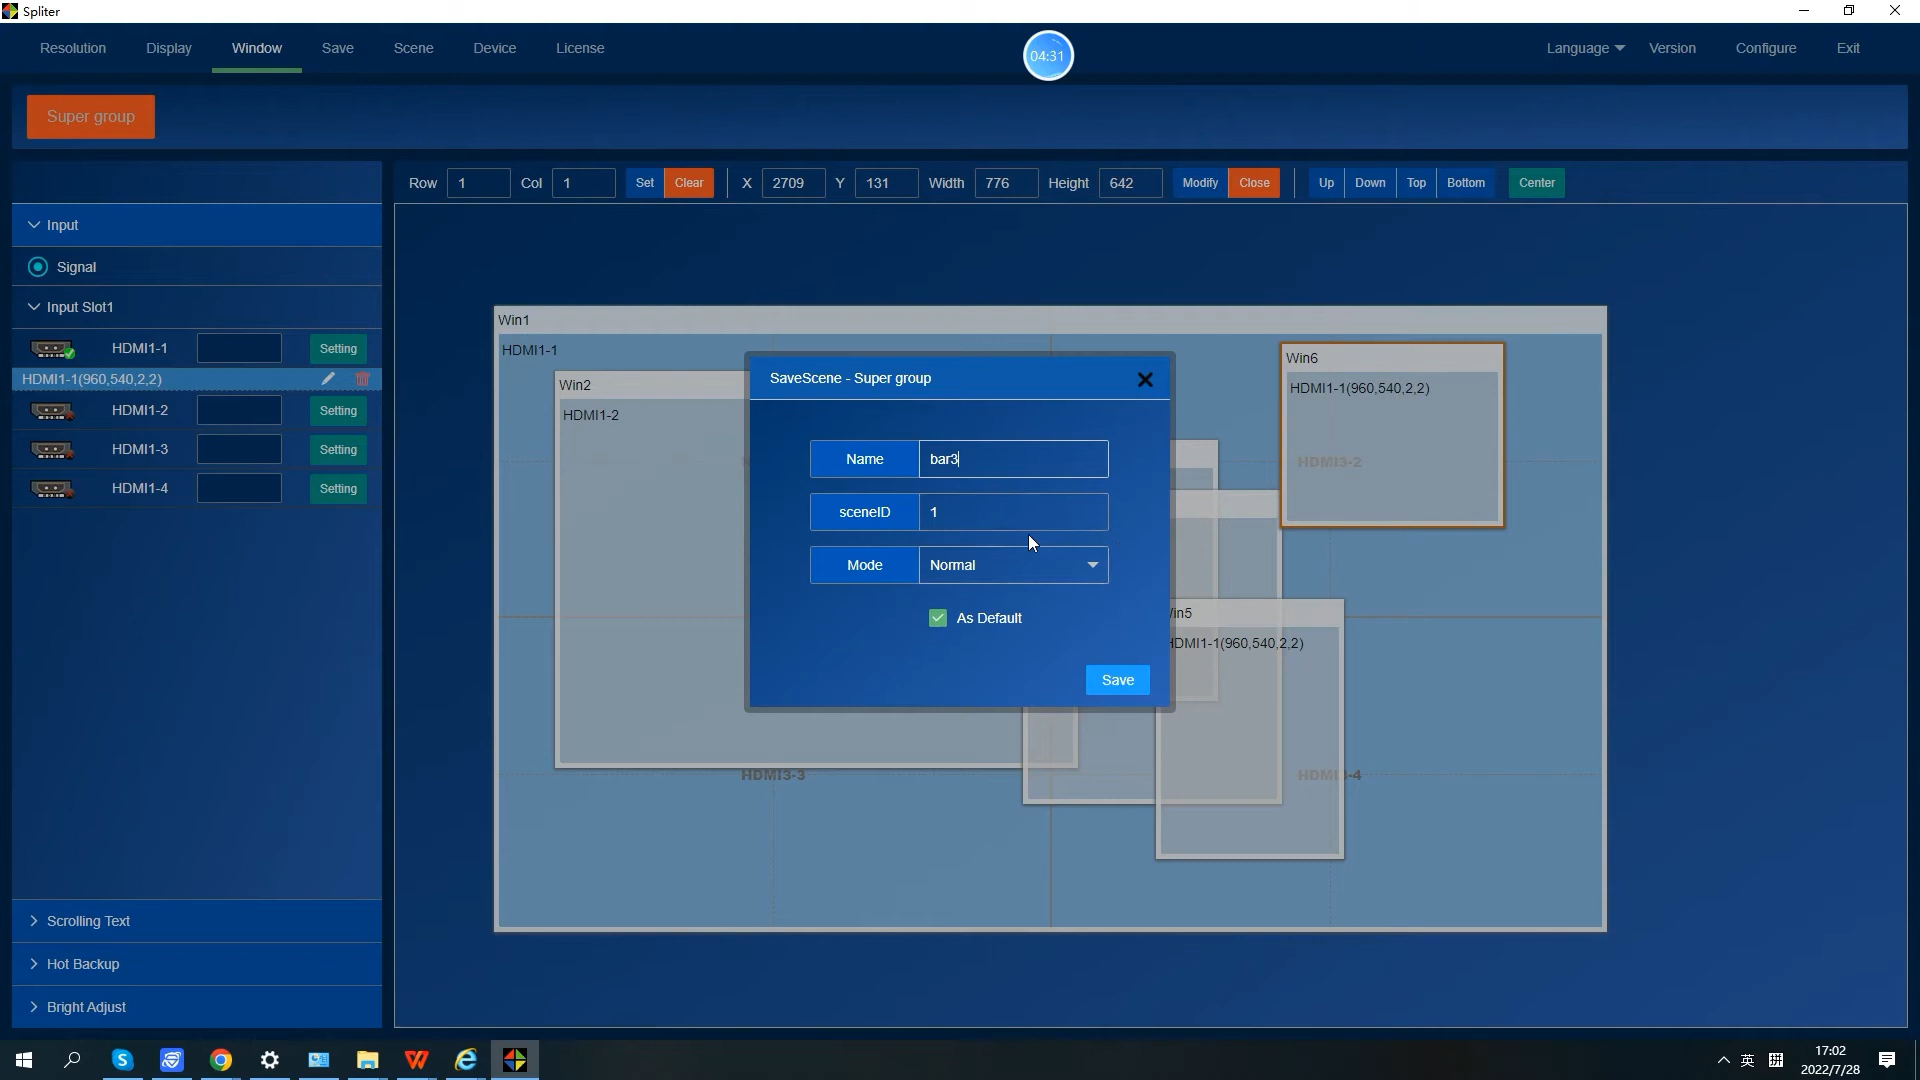 Spliter
Resolution Display Window Save Scene Device License 04:31 Language Version Configure Exit
Super group
Row 1 Col 1 Set Clear X 2709 Y 131 Width 776 Height 642 Modify Close Up Down Top Bottom Center
Input
Signal
Input Slot1
HDMI1-1 Setting
HDMI1-1(960,540,2,2)
HDMI1-2 Setting
HDMI1-3 Setting
HDMI1-4 Setting
Scrolling Text
Hot Backup
Bright Adjust
Win1
HDMI1-1
Win2
HDMI1-2
Win6
HDMI1-1(960,540,2,2)
HDMI3-2
SaveScene - Super group
Name bar3
sceneID 1
Mode Normal
As Default
Save
Win5
HDMI1-1(960,540,2,2)
HDMI3-3
HDMI3-4
英
17:02
2022/7/28